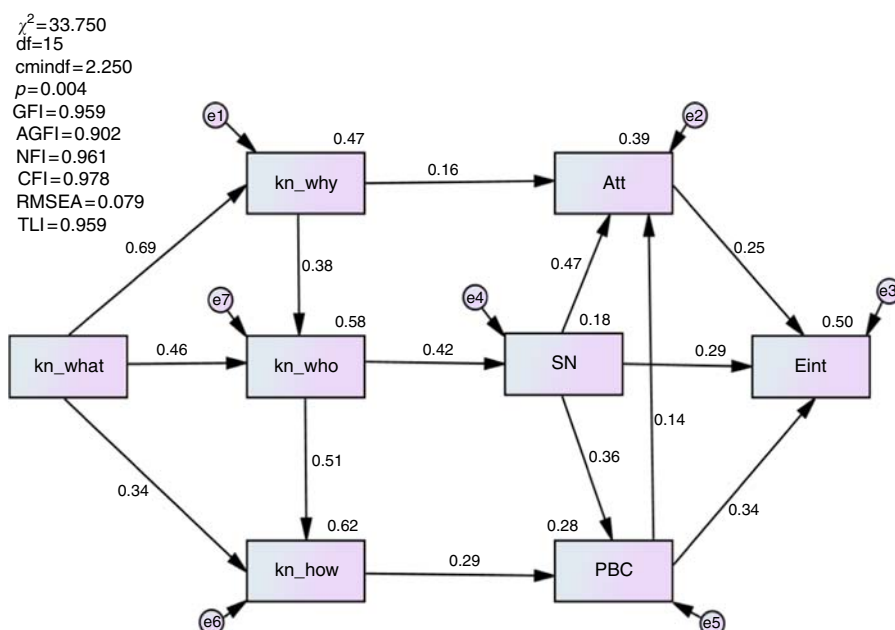 χ²=33.750
df=15
cmindf=2.250
p=0.004
GFI=0.959
AGFI=0.902
NFI=0.961
CFI=0.978
RMSEA=0.079
TLI=0.959
e1
0.47
e2
0.39
kn_why
0.16
Att
0.69
0.38
0.47
0.25
e7
0.58
e4
0.18
e3
0.50
kn_what
0.46
kn_who
0.42
SN
0.29
Eint
0.14
0.34
0.51
0.36
0.34
0.62
0.28
kn_how
0.29
PBC
e6
e5